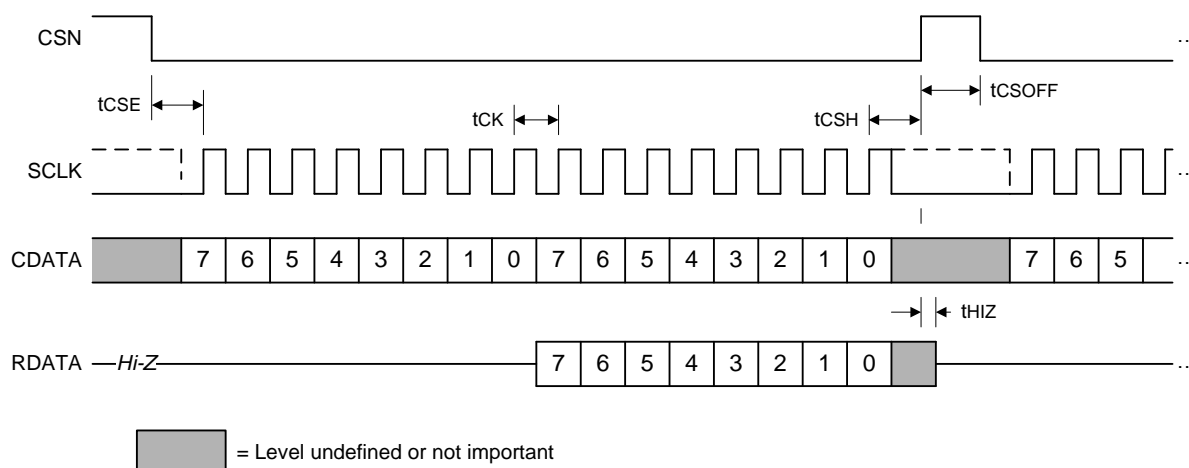 CSN
tCSE
tCK
tCSH
tCSOFF
SCLK
CDATA 7 6 5 4 3 2 1 0 7 6 5 4 3 2 1 0 7 6 5
tHIZ
RDATA Hi-Z 7 6 5 4 3 2 1 0
= Level undefined or not important